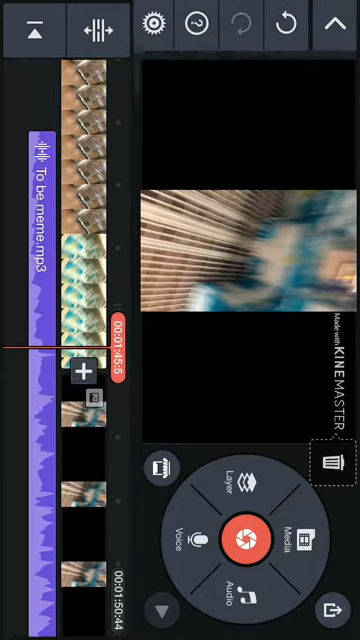 Made with KINEMASTER
Media
Layer
Audio
Voice
00:01:45:5
00:01:50:44
To be meme.mp3